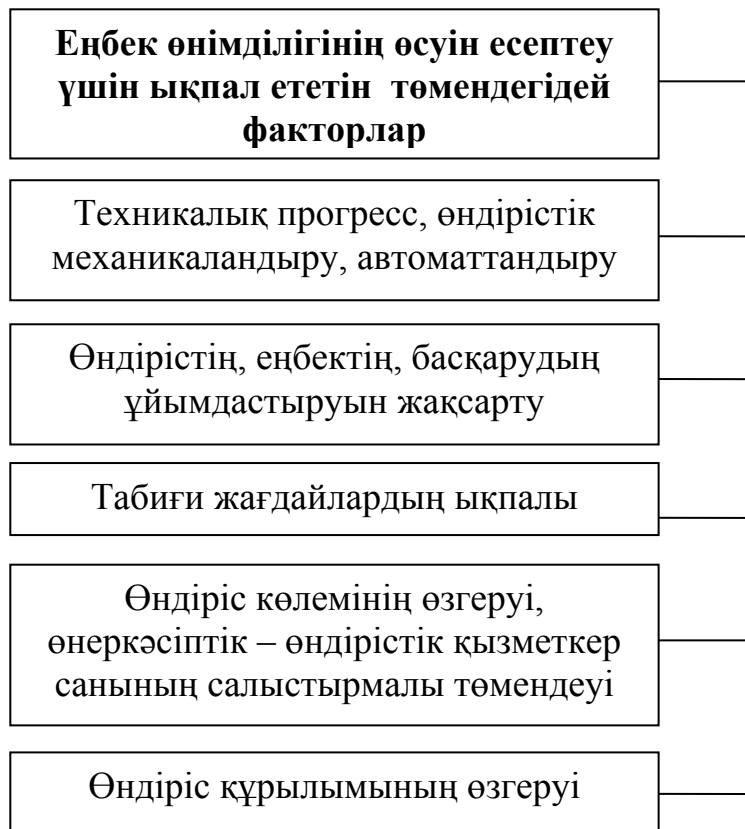 Еңбек өнімділігінің өсуін есептеу
үшін ықпал ететін төмендегідей
факторлар
Техникалық прогресс, өндірістік
механикаландыру, автоматтандыру
Өндірістің, еңбектің, басқарудың
ұйымдастыруын жақсарту
Табиғи жағдайлардың ықпалы
Өндіріс көлемінің өзгеруі,
өнеркәсіптік – өндірістік қызметкер
санының салыстырмалы төмендеуі
Өндіріс құрылымының өзгеруі